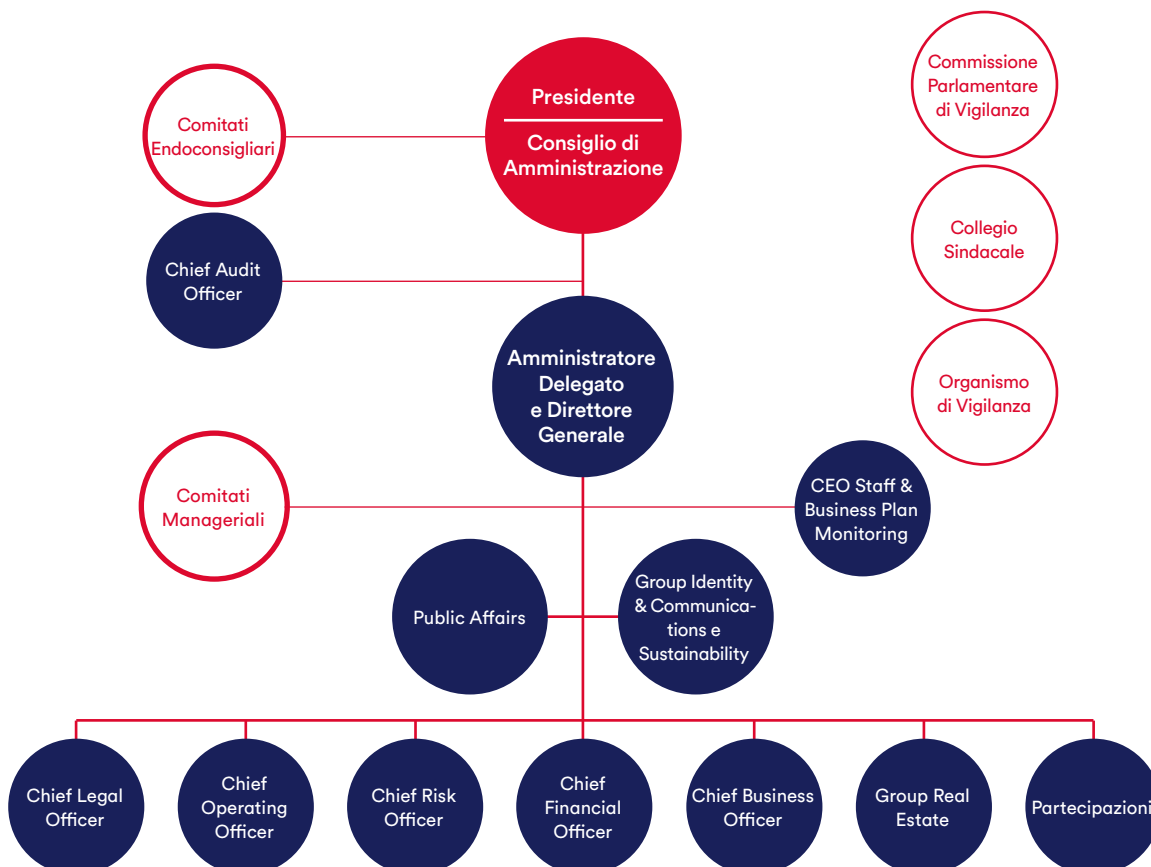 Presidente
Consiglio di
Amministrazione
Comitati
Endoconsigliari
Commissione
Parlamentare
di Vigilanza
Chief Audit
Officer
Collegio
Sindacale
Amministratore
Delegato
e Direttore
Generale
Organismo
di Vigilanza
Comitati
Manageriali
CEO Staff &
Business Plan
Monitoring
Public Affairs
Group Identity
& Communica-
tions e
Sustainability
Chief Legal
Officer
Chief
Operating
Officer
Chief Risk
Officer
Chief
Financial
Officer
Chief Business
Officer
Group Real
Estate
Partecipazioni